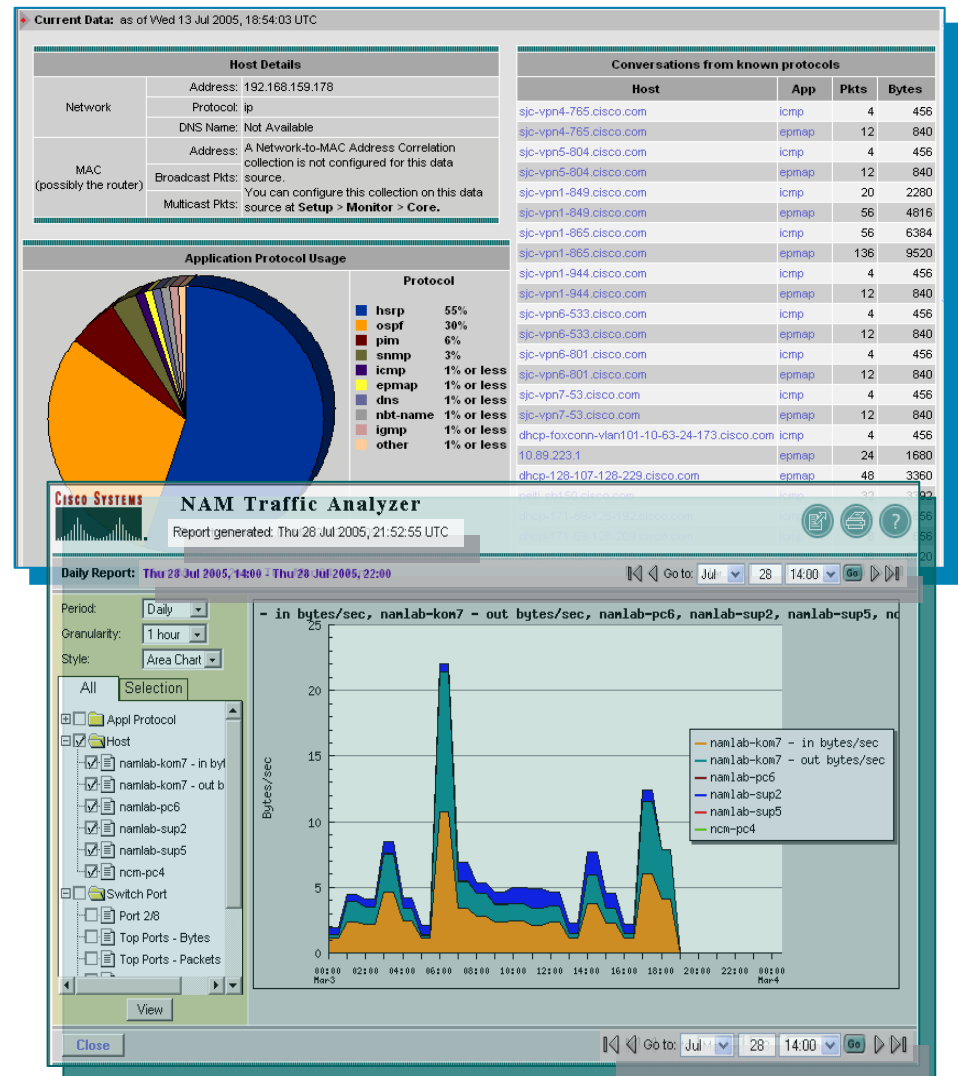 Current Data: as of Wed 13 Jul 2005, 18:54:03 UTC
Host Details
Network
Address: 192.168.159.178
Protocol: ip
DNS Name: Not Available
MAC
(possibly the router)
Address:
Broadcast Pkts:
Multicast Pkts:
A Network-to-MAC Address Correlation
collection is not configured for this data
source.
You can configure this collection on this data
source at Setup > Monitor > Core.
Application Protocol Usage
Protocol
hsrp 55%
ospf 30%
pim 6%
snmp 3%
icmp 1% or less
epmap 1% or less
dns 1% or less
nbt-name 1% or less
igmp 1% or less
other 1% or less
Conversations from known protocols
Host App Pkts Bytes
sjc-vpn4-765.cisco.com icmp 4 456
sjc-vpn4-765.cisco.com epmap 12 840
sjc-vpn5-804.cisco.com icmp 4 456
sjc-vpn5-804.cisco.com epmap 12 840
sjc-vpn1-849.cisco.com icmp 20 2280
sjc-vpn1-849.cisco.com epmap 56 4816
sjc-vpn1-865.cisco.com icmp 56 6384
sjc-vpn1-865.cisco.com epmap 136 9520
sjc-vpn1-944.cisco.com icmp 4 456
sjc-vpn1-944.cisco.com epmap 12 840
sjc-vpn6-533.cisco.com icmp 4 456
sjc-vpn6-533.cisco.com epmap 12 840
sjc-vpn6-801.cisco.com icmp 4 456
sjc-vpn6-801.cisco.com epmap 12 840
sjc-vpn7-53.cisco.com icmp 4 456
sjc-vpn7-53.cisco.com epmap 12 840
dhcp-foxconn-vlan101-10-63-24-173.cisco.com icmp 4 456
10.89.223.1 epmap 24 1680
dhcp-128-107-128-229.cisco.com epmap 48 3360
CISCO SYSTEMS
NAM Traffic Analyzer
Report generated: Thu 28 Jul 2005, 21:52:55 UTC
?
Daily Report: Thu 28 Jul 2005, 14:00 - Thu 28 Jul 2005, 22:00
Go to: Jul 28 14:00 Go
Period: Daily
Granularity: 1 hour
Style: Area Chart
All Selection
Appl Protocol
Host
namlab-kom7 - in byt
namlab-kom7 - out b
namlab-pc6
namlab-sup2
namlab-sup5
ncm-pc4
Switch Port
Port 2/8
Top Ports - Bytes
Top Ports - Packets
View
- in bytes/sec, namlab-kom7 - out bytes/sec, namlab-pc6, namlab-sup2, namlab-sup5, nc
25
20
15
10
5
0
Bytes/sec
00:00 02:00 04:00 06:00 08:00 10:00 12:00 14:00 16:00 18:00 20:00 22:00 00:00
Mar3 Mar4
namlab-kom7 - in bytes/sec
namlab-kom7 - out bytes/sec
namlab-pc6
namlab-sup2
namlab-sup5
ncm-pc4
Close
Go to: Jul 28 14:00 Go